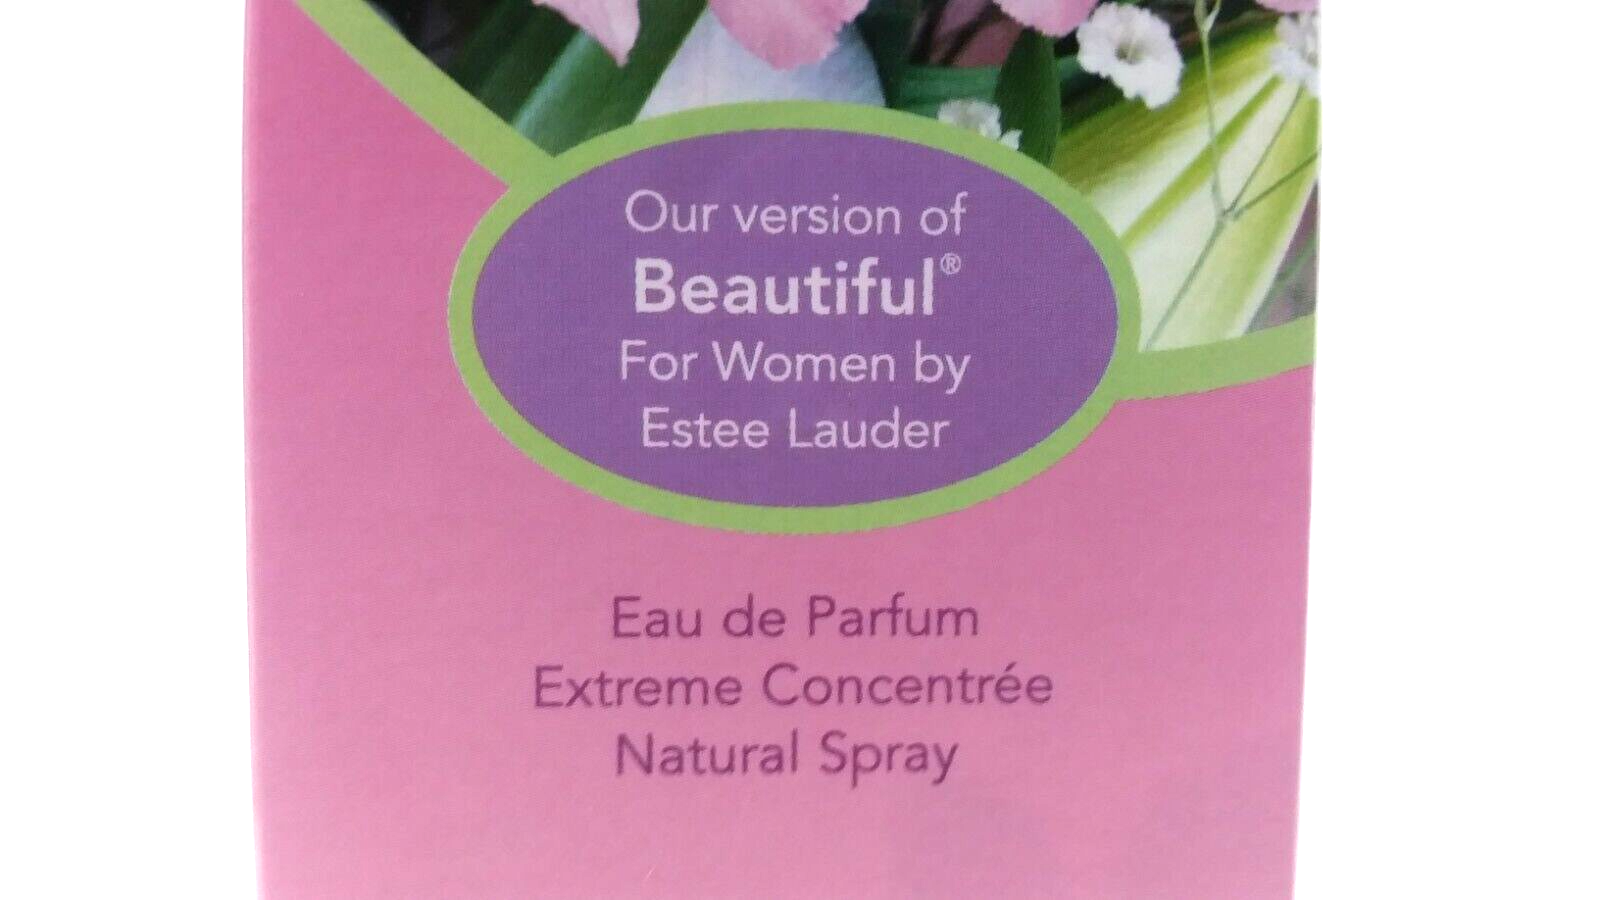 Our version of
Beautiful®
For Women by
Estee Lauder
Eau de Parfum
Extreme Concentrée
Natural Spray